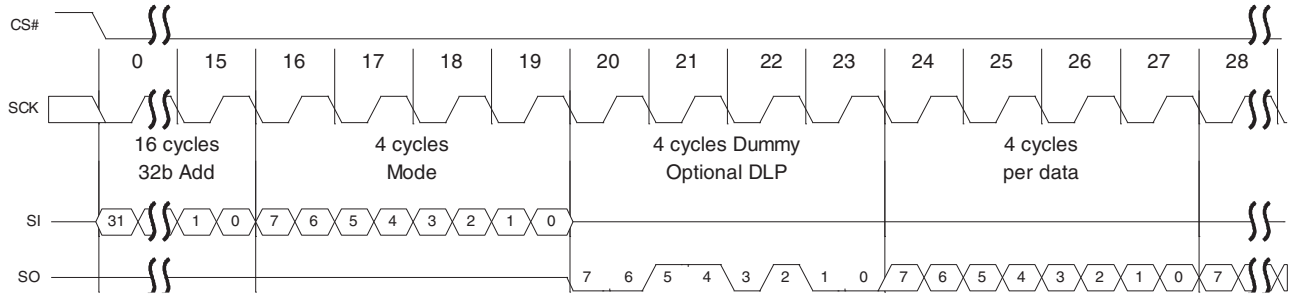 CS#
0 15 16 17 18 19 20 21 22 23 24 25 26 27 28
SCK
16 cycles 4 cycles 4 cycles Dummy 4 cycles
32b Add Mode Optional DLP per data
SI 31 1 0 7 6 5 4 3 2 1 0
SO 7 6 5 4 3 2 1 0 7 6 5 4 3 2 1 0 7